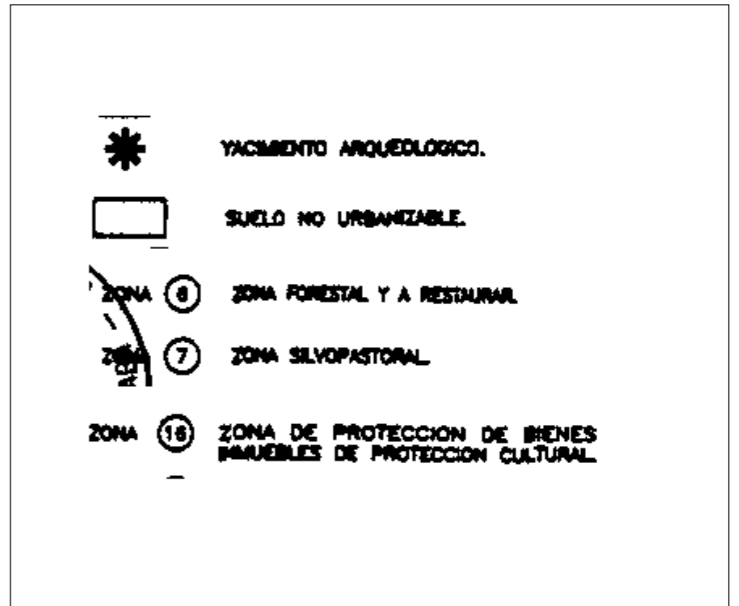 YACIMIENTO ARQUEOLOGICO.
SUELO NO URBANIZABLE.
ZONA 6 ZONA FORESTAL Y A RESTAURAR.
ZONA 7 ZONA SILVOPASTORAL.
ZONA 16 ZONA DE PROTECCION DE BIENES
INMUEBLES DE PROTECCION CULTURAL.